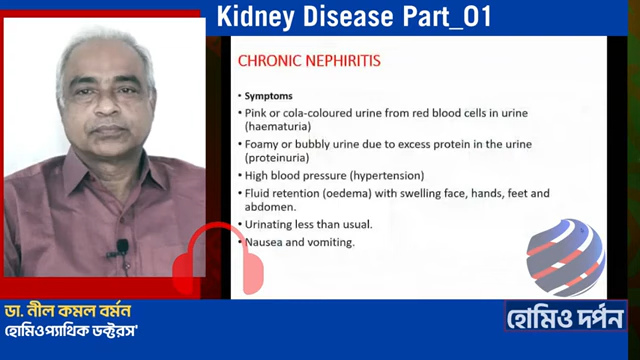 Kidney Disease Part_01
CHRONIC NEPHIRITIS
• Symptoms
• Pink or cola-coloured urine from red blood cells in urine
(haematuria)
• Foamy or bubbly urine due to excess protein in the urine
(proteinuria)
• High blood pressure (hypertension)
• Fluid retention (oedema) with swelling face, hands, feet and
abdomen.
• Urinating less than usual.
• Nausea and vomiting.
ডা. নীল কমল বর্মন
হোমিওপ্যাথিক ডক্টরস'
হোমিও দর্পন